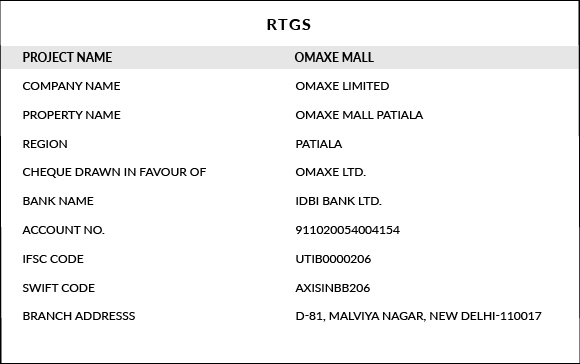 RTGS
PROJECT NAME OMAXE MALL
COMPANY NAME OMAXE LIMITED
PROPERTY NAME OMAXE MALL PATIALA
REGION PATIALA
CHEQUE DRAWN IN FAVOUR OF OMAXE LTD.
BANK NAME IDBI BANK LTD.
ACCOUNT NO. 911020054004154
IFSC CODE UTIB0000206
SWIFT CODE AXISINBB206
BRANCH ADDRESSS D-81, MALVIYA NAGAR, NEW DELHI-110017